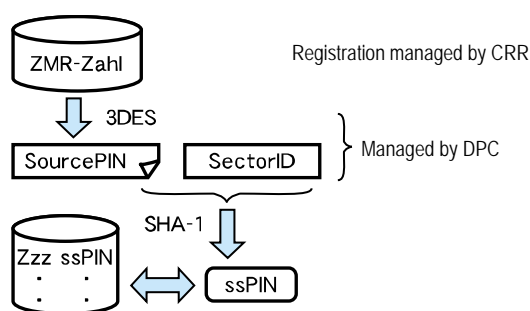 ZMR-Zahl
Registration managed by CRR
3DES
SourcePIN
SectorID
Managed by DPC
SHA-1
Zzz ssPIN
ssPIN